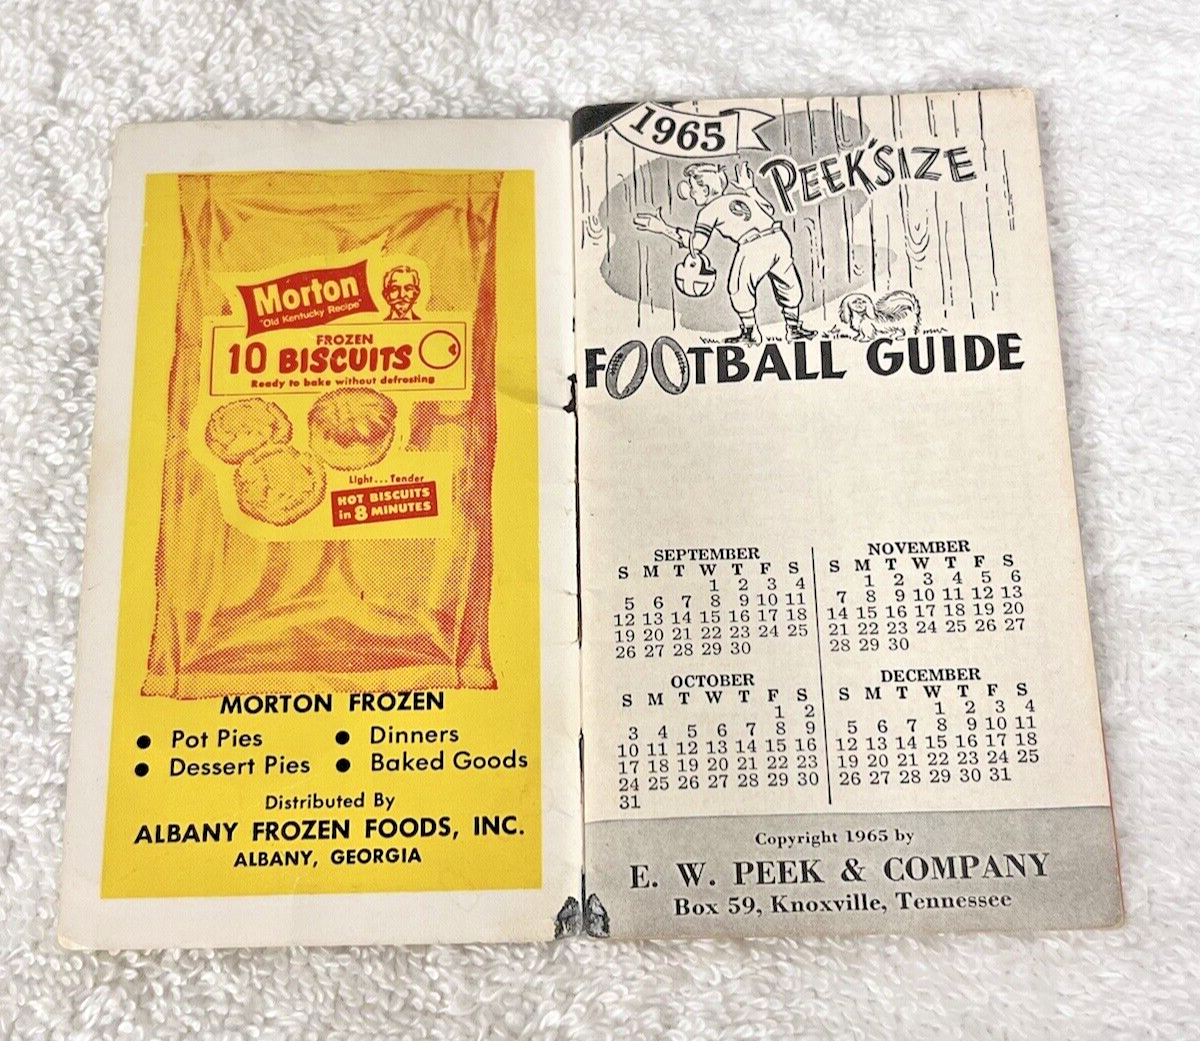 Morton
"Old Kentucky Recipe"
FROZEN
10 BISCUITS
Ready to bake without defrosting
Light...Tender
HOT BISCUITS
in 8 MINUTES
MORTON FROZEN
• Pot Pies • Dinners
• Dessert Pies • Baked Goods
Distributed By
ALBANY FROZEN FOODS, INC.
ALBANY, GEORGIA
1965
PEEK'SIZE
9
FOOTBALL GUIDE
SEPTEMBER
S M T W T F S
1 2 3 4
5 6 7 8 9 10 11
12 13 14 15 16 17 18
19 20 21 22 23 24 25
26 27 28 29 30
OCTOBER
S M T W T F S
1 2
3 4 5 6 7 8 9
10 11 12 13 14 15 16
17 18 19 20 21 22 23
24 25 26 27 28 29 30
31
NOVEMBER
S M T W T F S
1 2 3 4 5 6
7 8 9 10 11 12 13
14 15 16 17 18 19 20
21 22 23 24 25 26 27
28 29 30
DECEMBER
S M T W T F S
1 2 3 4
5 6 7 8 9 10 11
12 13 14 15 16 17 18
19 20 21 22 23 24 25
26 27 28 29 30 31
Copyright 1965 by
E. W. PEEK & COMPANY
Box 59, Knoxville, Tennessee